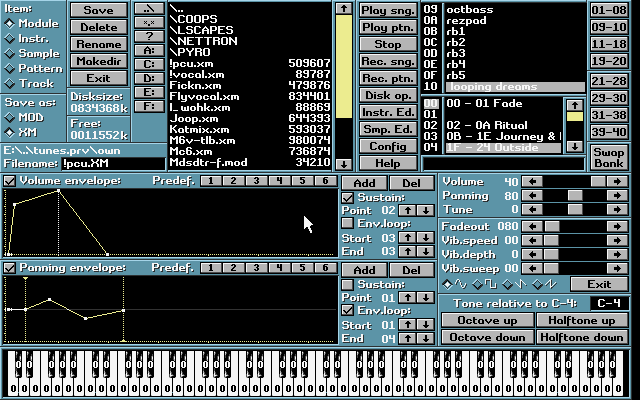 Item:
Module
Instr.
Sample
Pattern
Track
Save as:
MOD
XM
Save
Delete
Rename
Makedir
Exit
Disksize:
0834368k
Free:
0011552k
E:\..\tunes.prv\own
Filename: !pcu.XM
..\
*.*
?
A:
C:
D:
E:
F:
\..
\COOPS
\LSCAPES
\NETTRON
\PYRO
!pcu.xm 509607
!vocal.xm 89787
Fickn.xm 479876
Flyvocal.xm 834401
I_wohk.xm 88869
Joop.xm 644393
Katmix.xm 593037
M6v-tlb.xm 980007
Mc6.xm 736874
Mdsdtr-f.mod 34210
Play sng.
Play ptn.
Stop
Rec. sng.
Rec. ptn.
Disk op.
Instr. Ed.
Smp. Ed.
Config
Help
09 octbass
0A rezpad
0B rb1
0C rb2
0D rb3
0E rb4
0F rb5
10 looping dreams
00 00 - 01 Fade
01
02 02 - 0A Ritual
03 0B - 1E Journey &
04 1F - 24 Outside
01-08
09-10
11-18
19-20
21-28
29-30
31-38
39-40
Swap
Bank
Volume envelope: Predef. 1 2 3 4 5 6
Add Del
Sustain:
Point 02
Env.loop:
Start 03
End 03
Panning envelope: Predef. 1 2 3 4 5 6
Add Del
Sustain:
Point 01
Env.loop:
Start 01
End 04
Volume 40
Panning 80
Tune 0
Fadeout 080
Vib.speed 00
Vib.depth 0
Vib.sweep 00
Exit
Tone relative to C-4: C-4
Octave up Halftone up
Octave down Halftone down